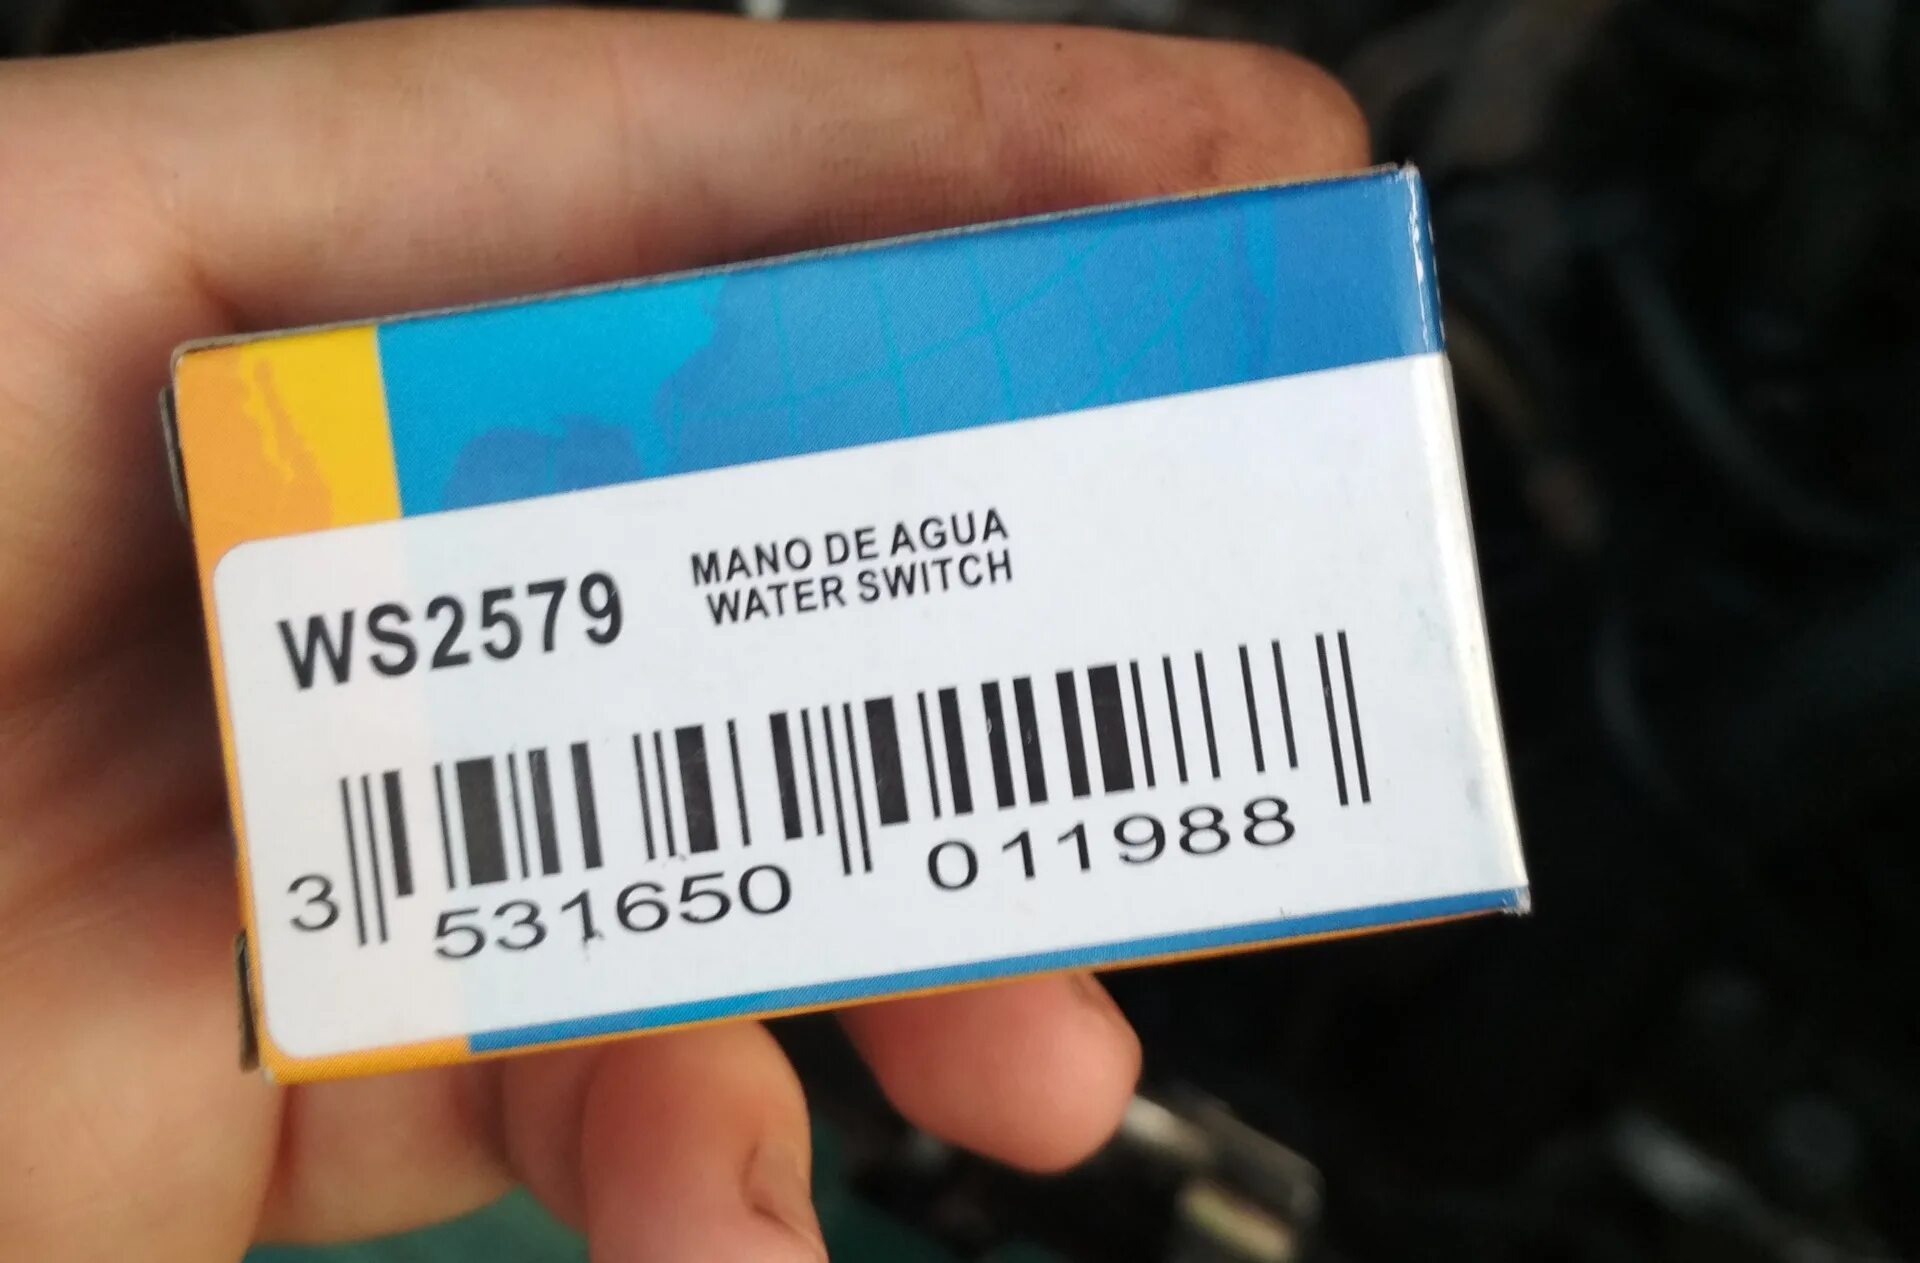 WS2579
MANO DE AGUA
WATER SWITCH
3 531650 011988